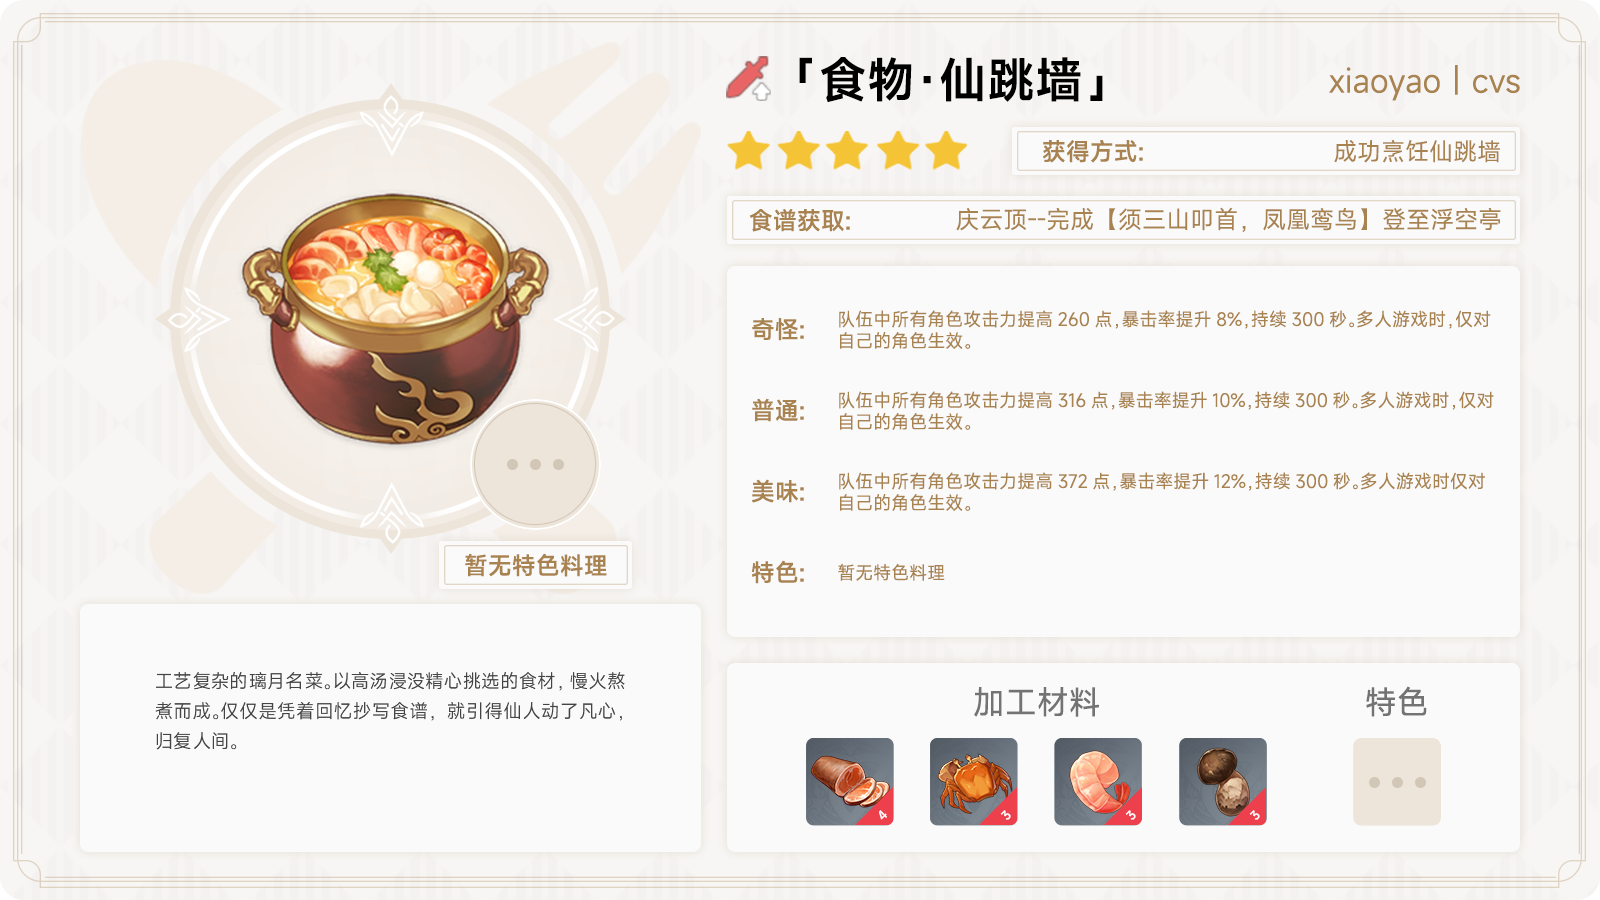 「食物·仙跳墙」
xiaoyao | cvs
获得方式:
成功烹饪仙跳墙
食谱获取:
庆云顶--完成【须三山叩首，凤凰鸾鸟】登至浮空亭
奇怪:
队伍中所有角色攻击力提高 260 点,暴击率提升 8%,持续 300 秒。多人游戏时,仅对
自己的角色生效。
普通:
队伍中所有角色攻击力提高 316 点,暴击率提升 10%,持续 300 秒。多人游戏时,仅对
自己的角色生效。
美味:
队伍中所有角色攻击力提高 372 点,暴击率提升 12%,持续 300 秒。多人游戏时仅对
自己的角色生效。
特色:
暂无特色料理
暂无特色料理
工艺复杂的璃月名菜。以高汤浸没精心挑选的食材，慢火熬
煮而成。仅仅是凭着回忆抄写食谱，就引得仙人动了凡心，
归复人间。
加工材料
特色
4
3
3
3